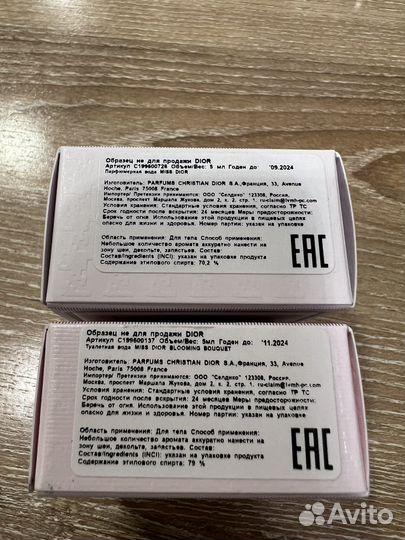 Образец не для продажи DIOR
Артикул C199600726 Объем/Вес: 5 мл Годен до: '09.2024
Парфюмерная вода MISS DIOR
Изготовитель: PARFUMS CHRISTIAN DIOR S.A.,Франция, 33, Avenue
Hoche, Paris 75008 France
Импортер/ Претензии принимаются: ООО "Селдико" 123308, Россия,
Москва, проспект Маршала Жукова, дом 2, к. 2, стр. 1. ru-claim@lvmh-pc.com
Условия хранения: Стандартные условия, согласно ТР ТС
Срок годности после вскрытия: 24 месяца Меры предосторожности:
Беречь от огня Использование этой продукции в пищевых целях
опасно для жизни и здоровья. Номер партии: указан на упаковке
Область применения: Для тела Способ применения:
Небольшое количество аромата аккуратно нанести на
зону шеи, декольте, запястьев. Состав:
Состав/Ingredients (INCI): указан на упаковке продукта
Содержание этилового спирта: 70,2 %
EAC
Образец не для продажи DIOR
Артикул C199600137 Объем/Вес: 5мл Годен до: '11.2024
Туалетная вода MISS DIOR BLOOMING BOUQUET
Изготовитель: PARFUMS CHRISTIAN DIOR S.A.,Франция, 33, Avenue
Hoche, Paris 75008 France
Импортер/ Претензии принимаются: ООО "Селдико" 123308, Россия,
Москва, проспект Маршала Жукова, дом 2, к. 2, стр. 1. ru-claim@lvmh-pc.com
Условия хранения: Стандартные условия, согласно ТР ТС
Срок годности после вскрытия: 24 месяцев Меры предосторожности:
Беречь от огня. Использование этой продукции в пищевых целях
опасно для жизни и здоровья. Номер партии: указан на упаковке
Область применения: Для тела Способ применения:
Небольшое количество аромата аккуратно нанести на
зону шеи, декольте, запястьев. Состав:
Состав/Ingredients (INCI): указан на упаковке продукта
Содержание этилового спирта: 79 %
EAC
Avito